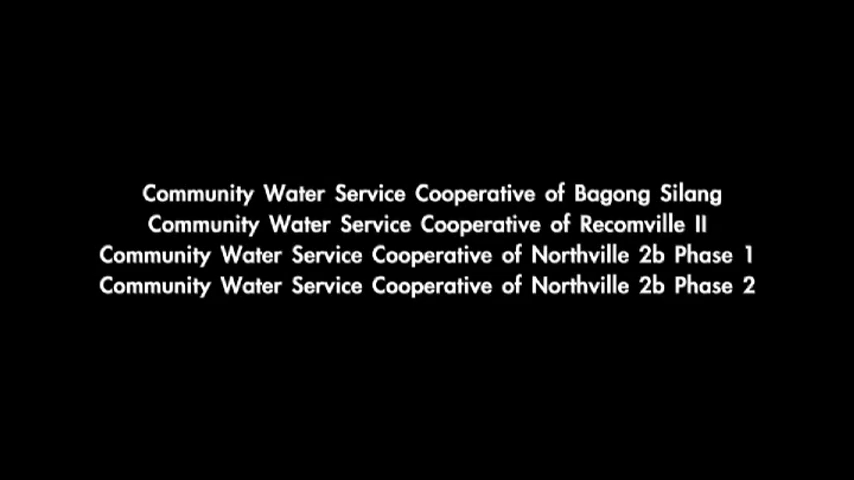 Community Water Service Cooperative of Bagong Silang
Community Water Service Cooperative of Recomville II
Community Water Service Cooperative of Northville 2b Phase 1
Community Water Service Cooperative of Northville 2b Phase 2